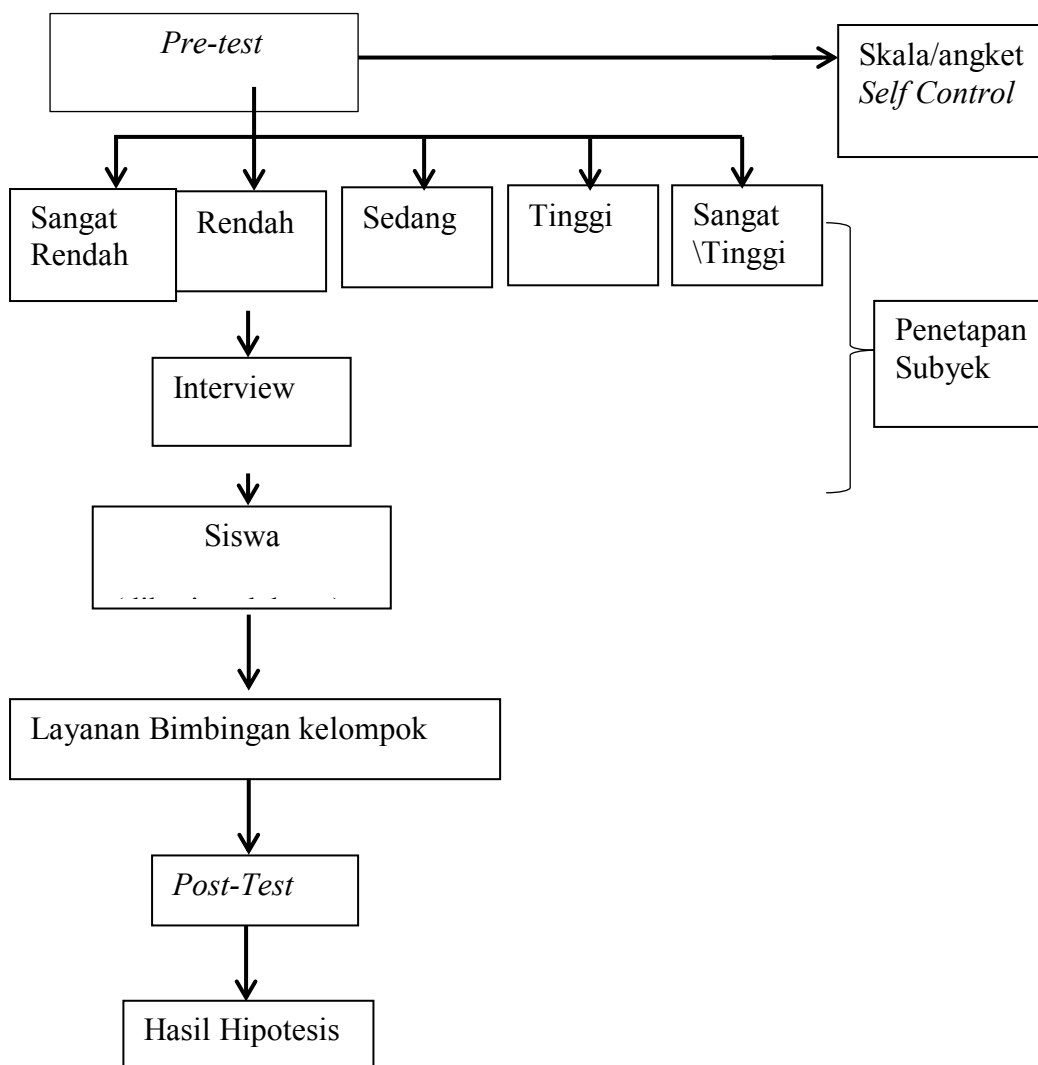 Pre-test
Skala/angket
Self Control
Sangat
Rendah
Rendah
Sedang
Tinggi
Sangat
\Tinggi
Penetapan
Subyek
Interview
Siswa
Layanan Bimbingan kelompok
Post-Test
Hasil Hipotesis